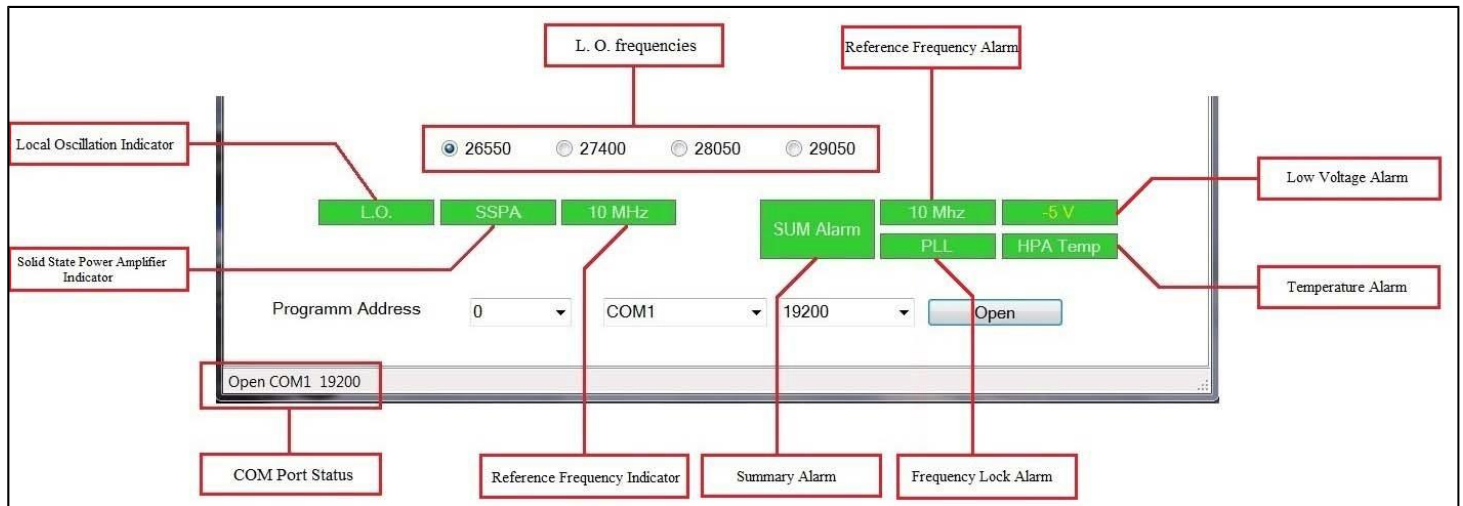 L. O. frequencies
Reference Frequency Alarm
Local Oscillation Indicator
26550 27400 28050 29050
Low Voltage Alarm
L.O. SSPA 10 MHz SUM Alarm 10 Mhz -5 V
PLL HPA Temp
Solid State Power Amplifier
Indicator
Temperature Alarm
Programm Address 0 COM1 19200 Open
Open COM1 19200
COM Port Status
Reference Frequency Indicator
Summary Alarm
Frequency Lock Alarm